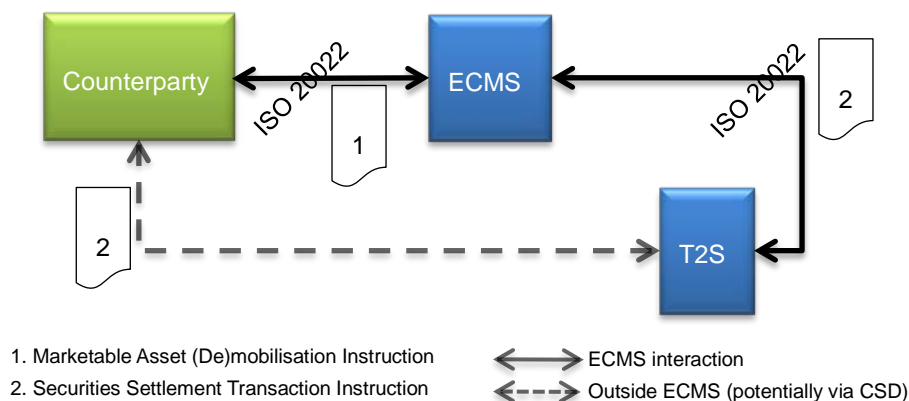 Counterparty
ISO 20022
ECMS
ISO 20022
2
1
2
T2S
1. Marketable Asset (De)mobilisation Instruction
ECMS interaction
2. Securities Settlement Transaction Instruction
Outside ECMS (potentially via CSD)